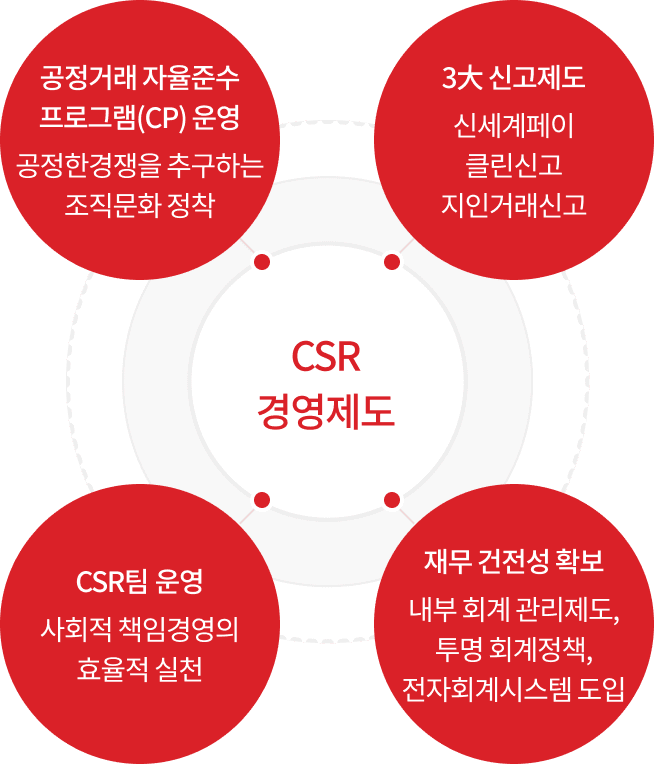 공정거래 자율준수
프로그램(CP) 운영
공정한경쟁을 추구하는
조직문화 정착
3大 신고제도
신세계페이
클린신고
지인거래신고
CSR
경영제도
CSR팀 운영
사회적 책임경영의
효율적 실천
재무 건전성 확보
내부 회계 관리제도,
투명 회계정책,
전자회계시스템 도입